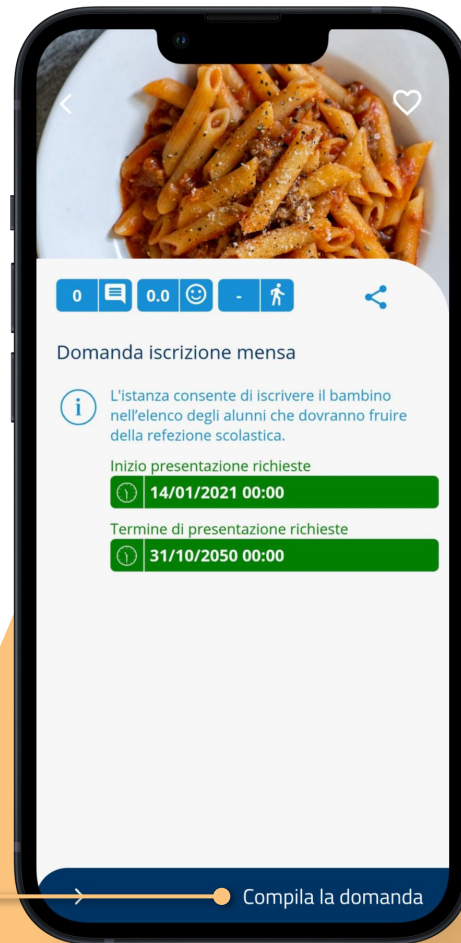 0
0.0
-
Domanda iscrizione mensa
i
L'istanza consente di iscrivere il bambino
nell'elenco degli alunni che dovranno fruire
della refezione scolastica.
Inizio presentazione richieste
14/01/2021 00:00
Termine di presentazione richieste
31/10/2050 00:00
Compila la domanda